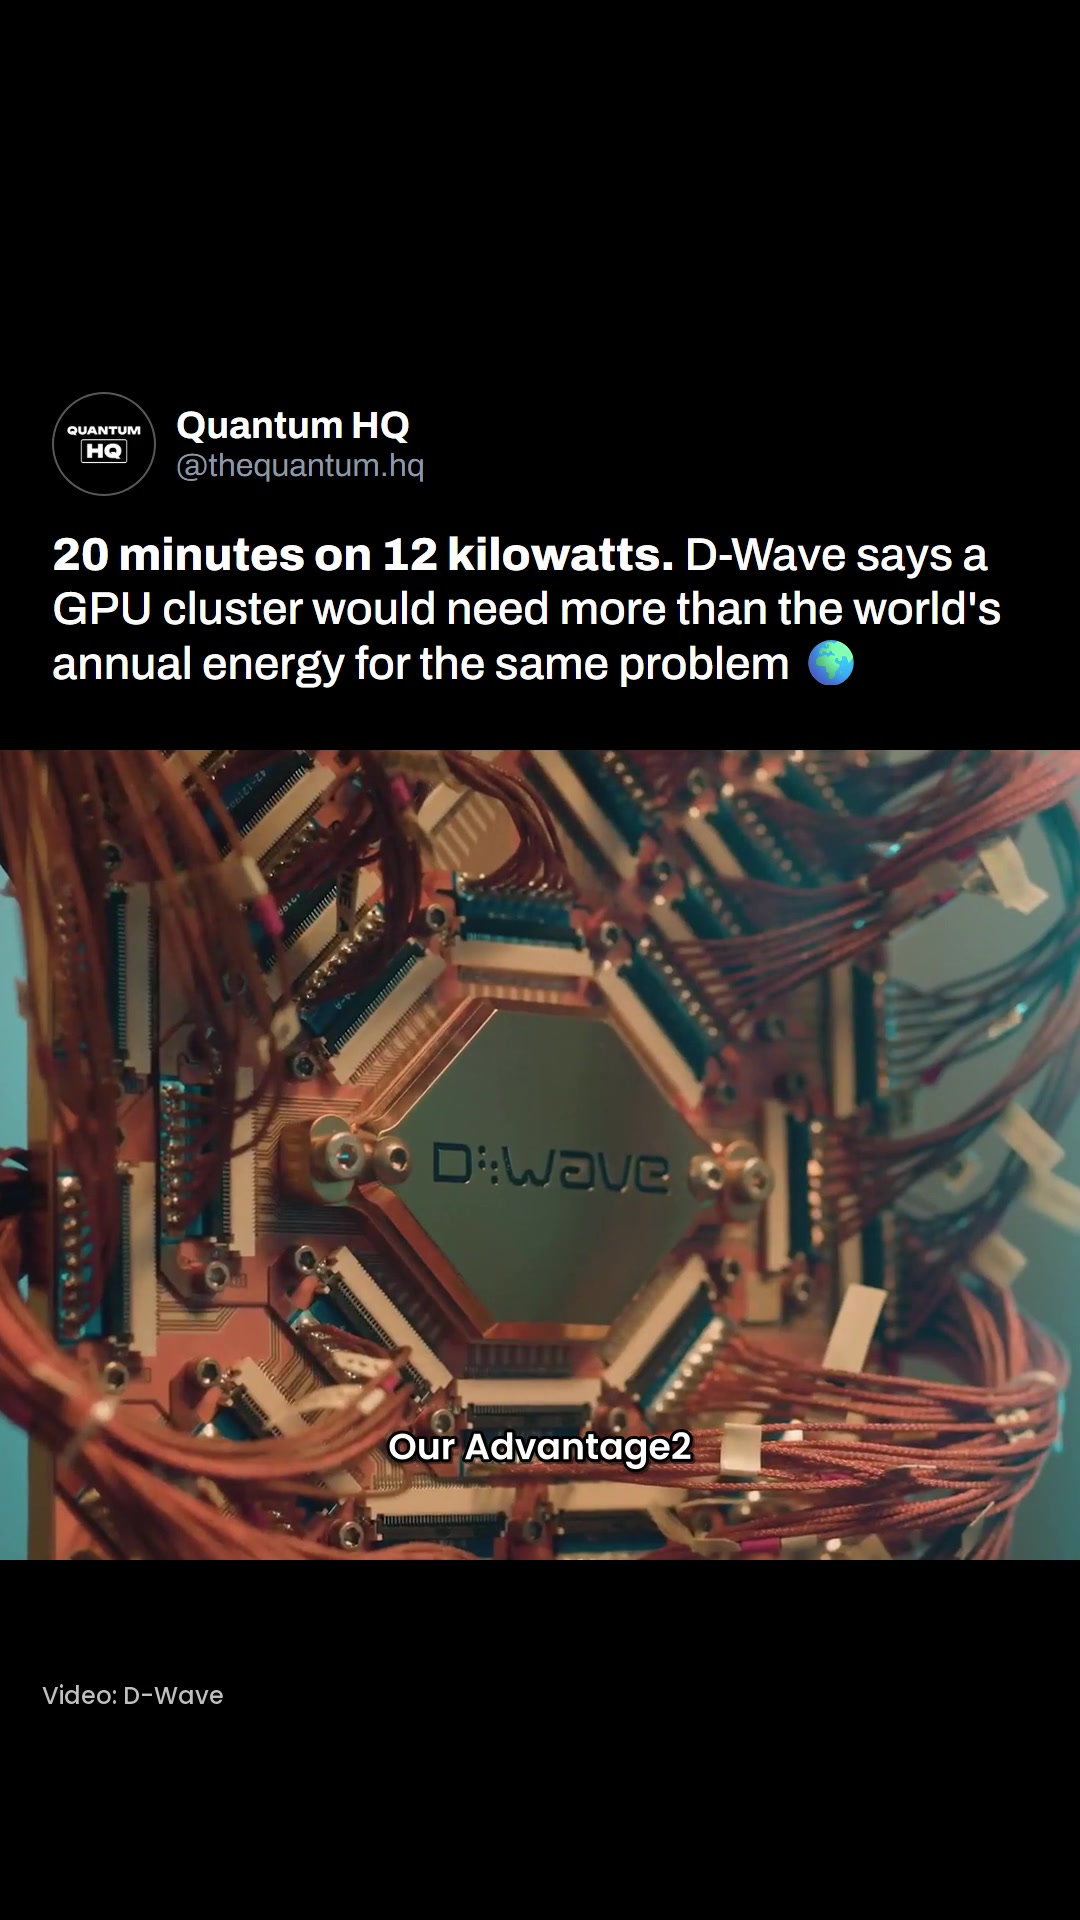 QUANTUM
HQ
Quantum HQ
@thequantum.hq
20 minutes on 12 kilowatts. D-Wave says a
GPU cluster would need more than the world's
annual energy for the same problem 🌍
D:wave
Our Advantage2
Video: D-Wave